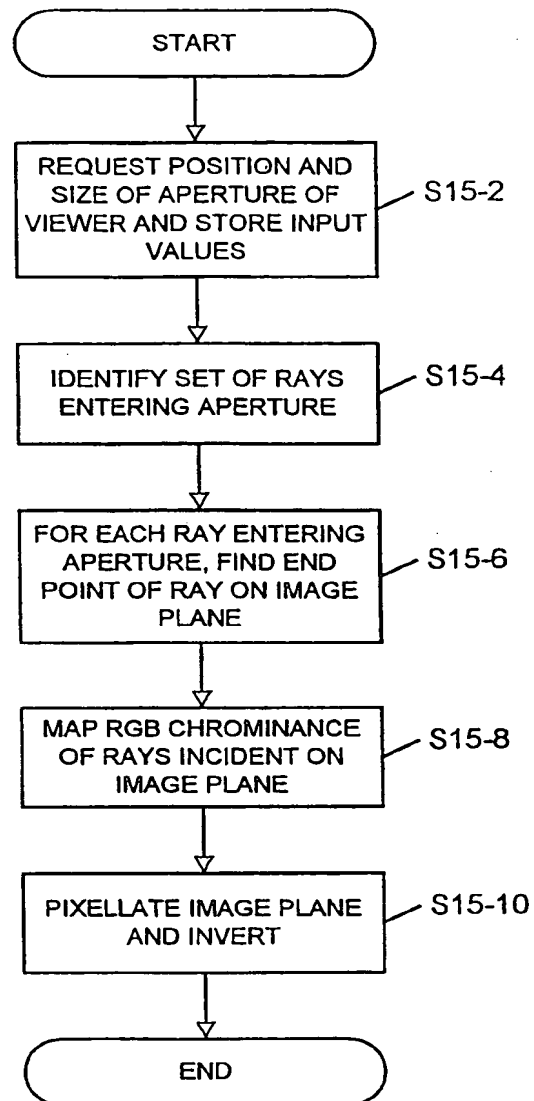 START
REQUEST POSITION AND
SIZE OF APERTURE OF
VIEWER AND STORE INPUT
VALUES
S15-2
IDENTIFY SET OF RAYS
ENTERING APERTURE
S15-4
FOR EACH RAY ENTERING
APERTURE, FIND END
POINT OF RAY ON IMAGE
PLANE
S15-6
MAP RGB CHROMINANCE
OF RAYS INCIDENT ON
IMAGE PLANE
S15-8
PIXELLATE IMAGE PLANE
AND INVERT
S15-10
END